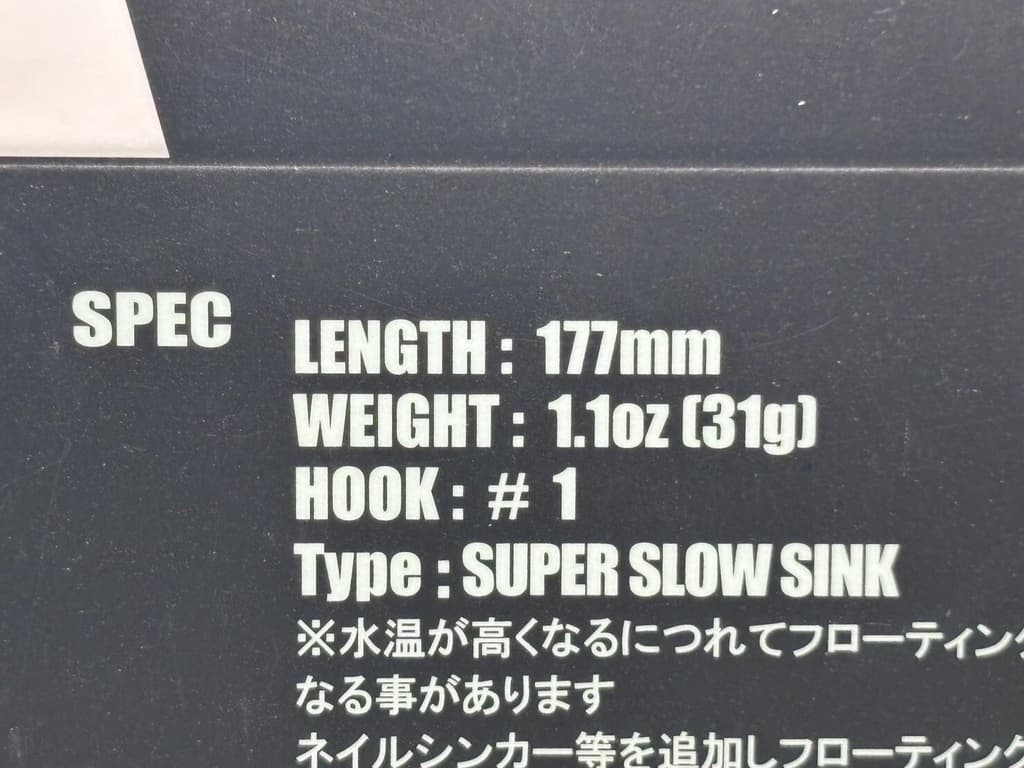 SPEC
LENGTH : 177mm
WEIGHT : 1.1oz (31g)
HOOK : # 1
Type : SUPER SLOW SINK
※水温が高くなるにつれてフローティング
なる事があります
ネイルシンカー等を追加しフローティング